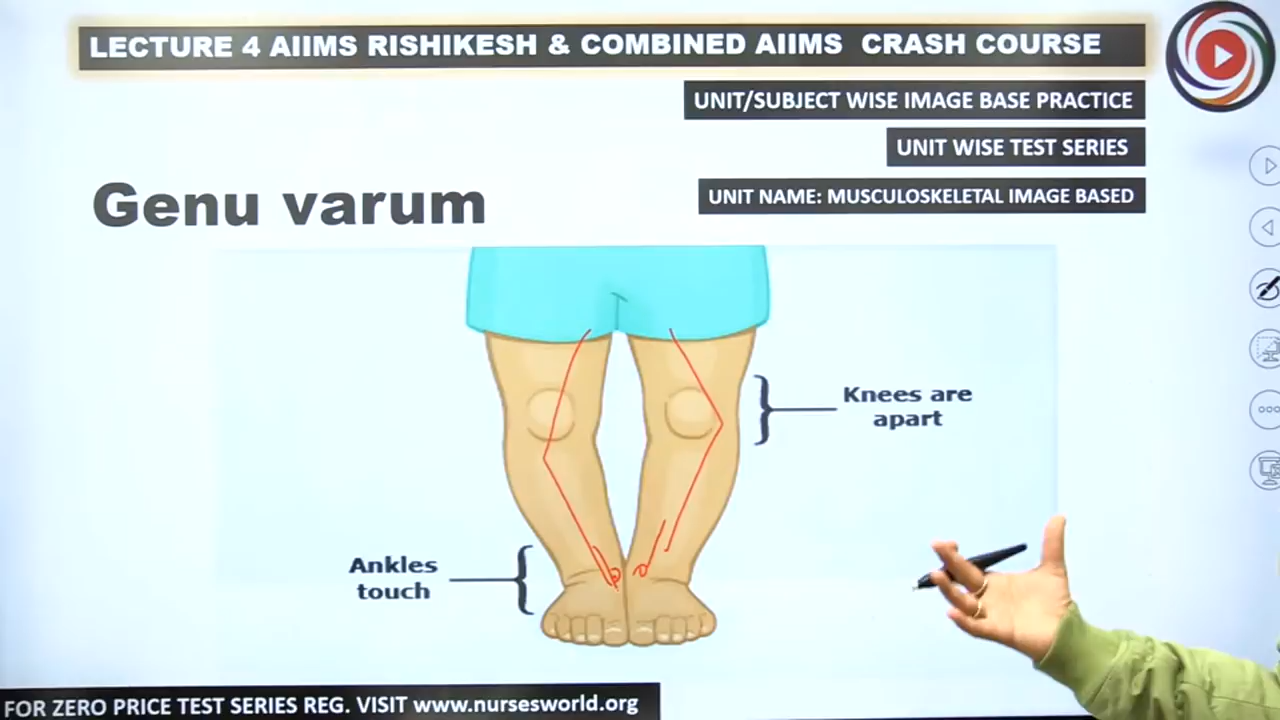 LECTURE 4 AIIMS RISHIKESH & COMBINED AIIMS CRASH COURSE
UNIT/SUBJECT WISE IMAGE BASE PRACTICE
UNIT WISE TEST SERIES
UNIT NAME: MUSCULOSKELETAL IMAGE BASED
Genu varum
Knees are
apart
Ankles
touch
FOR ZERO PRICE TEST SERIES REG. VISIT www.nursesworld.org